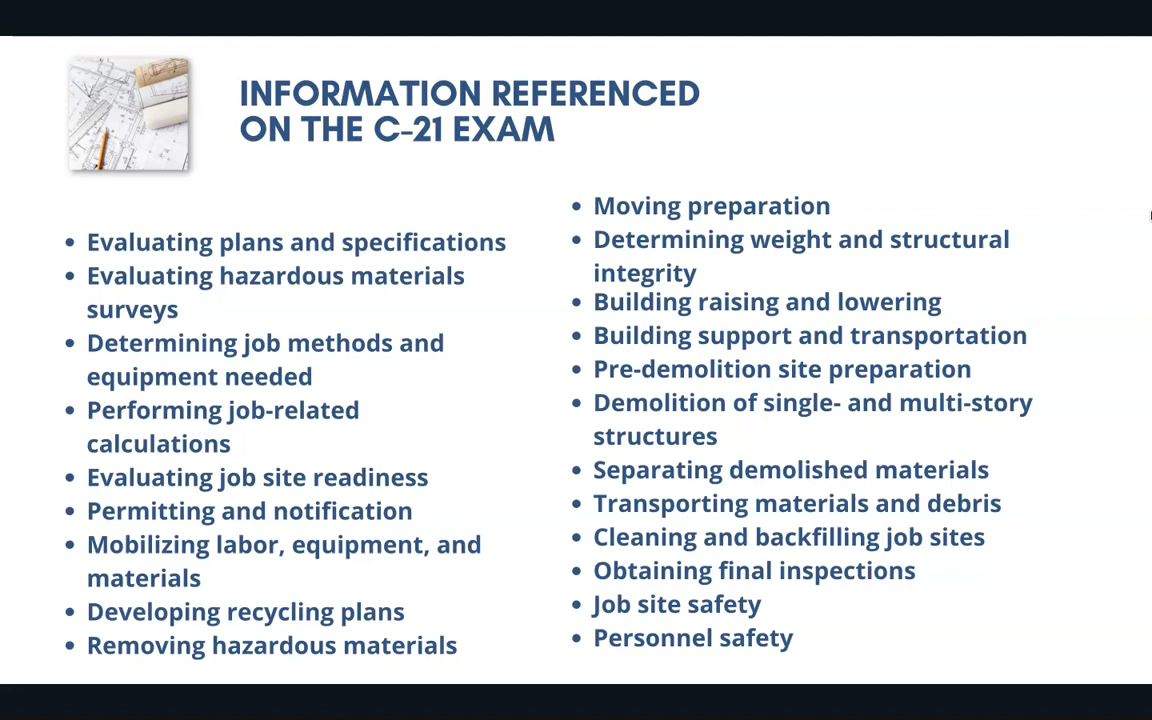 INFORMATION REFERENCED
ON THE C-21 EXAM
• Evaluating plans and specifications
• Evaluating hazardous materials
surveys
• Determining job methods and
equipment needed
• Performing job-related
calculations
• Evaluating job site readiness
• Permitting and notification
• Mobilizing labor, equipment, and
materials
• Developing recycling plans
• Removing hazardous materials
• Moving preparation
• Determining weight and structural
integrity
• Building raising and lowering
• Building support and transportation
• Pre-demolition site preparation
• Demolition of single- and multi-story
structures
• Separating demolished materials
• Transporting materials and debris
• Cleaning and backfilling job sites
• Obtaining final inspections
• Job site safety
• Personnel safety